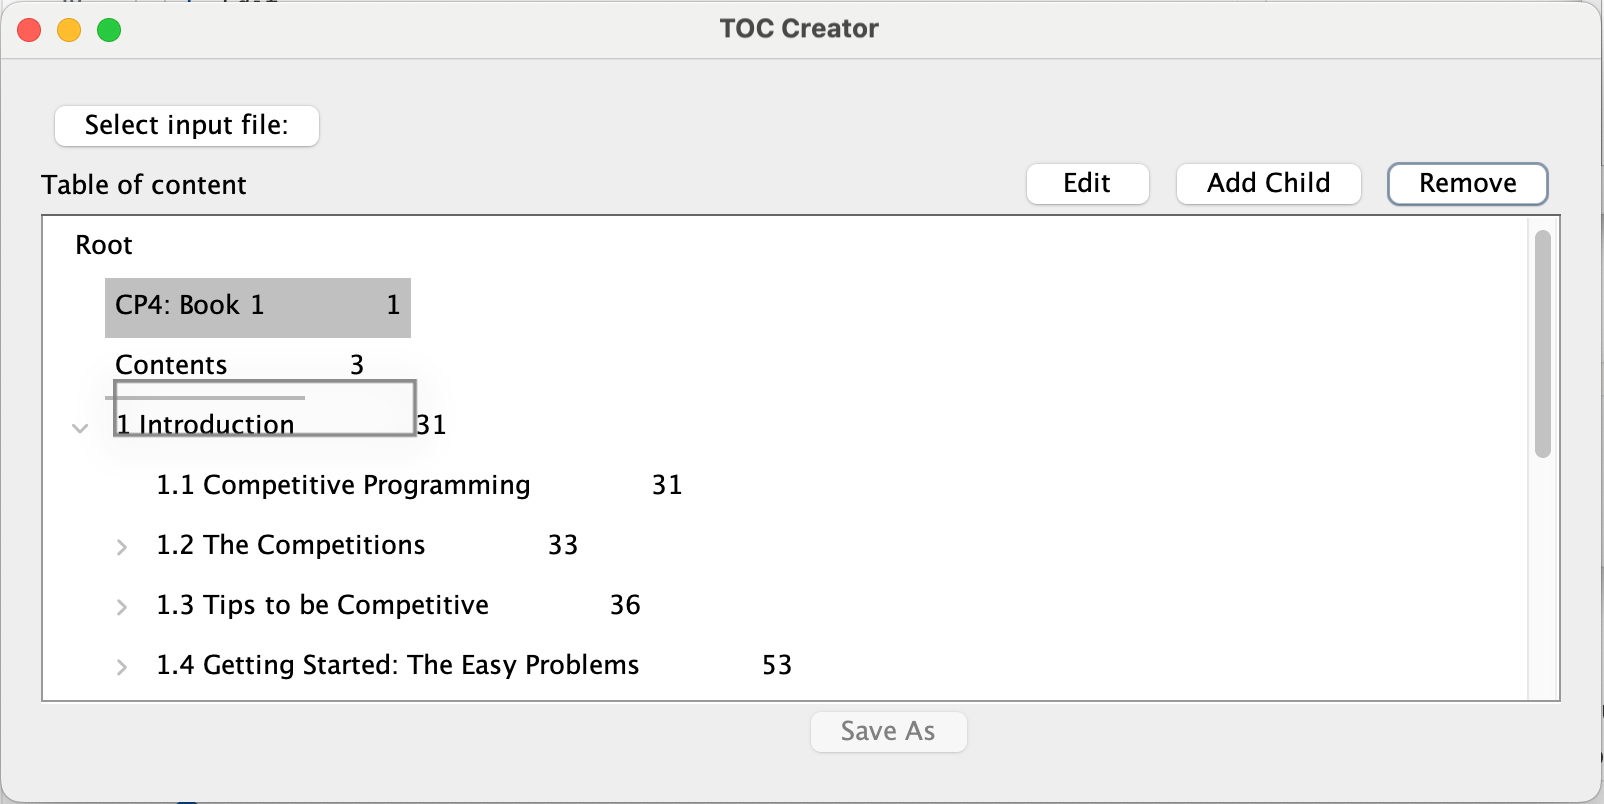 TOC Creator
Select input file:
Table of content
Edit Add Child Remove
Root
CP4: Book 1 1
Contents 3
1 Introduction 31
1.1 Competitive Programming 31
1.2 The Competitions 33
1.3 Tips to be Competitive 36
1.4 Getting Started: The Easy Problems 53
Save As